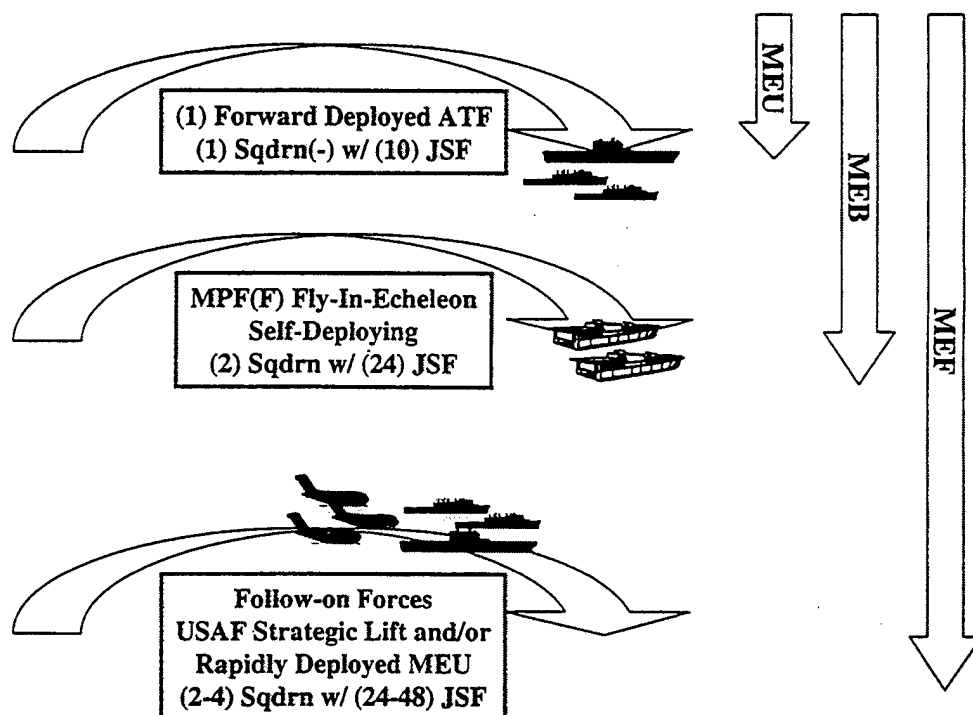 (1) Forward Deployed ATF
(1) Sqdrn(-) w/ (10) JSF
MPF(F) Fly-In-Echeleon
Self-Deploying
(2) Sqdrn w/ (24) JSF
Follow-on Forces
USAF Strategic Lift and/or
Rapidly Deployed MEU
(2-4) Sqdrn w/ (24-48) JSF
MEU
MEB
MEF